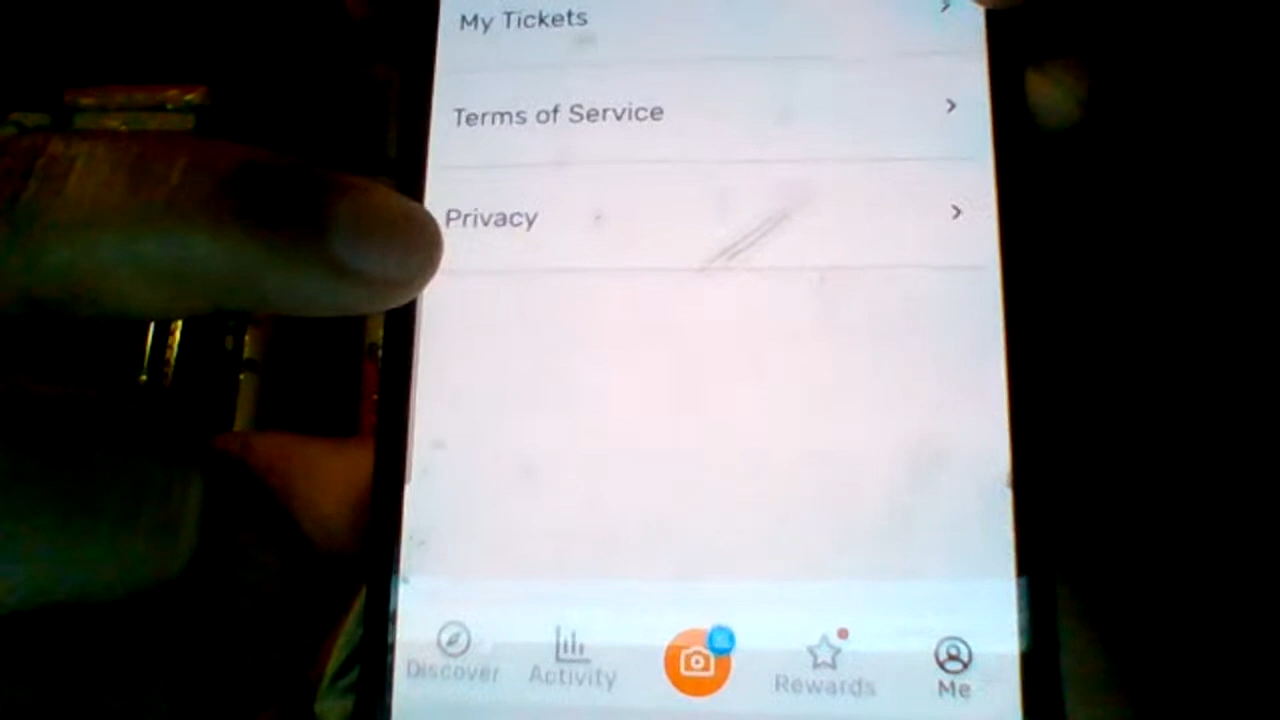 My Tickets
Terms of Service
Privacy
Discover
Activity
Rewards
Me